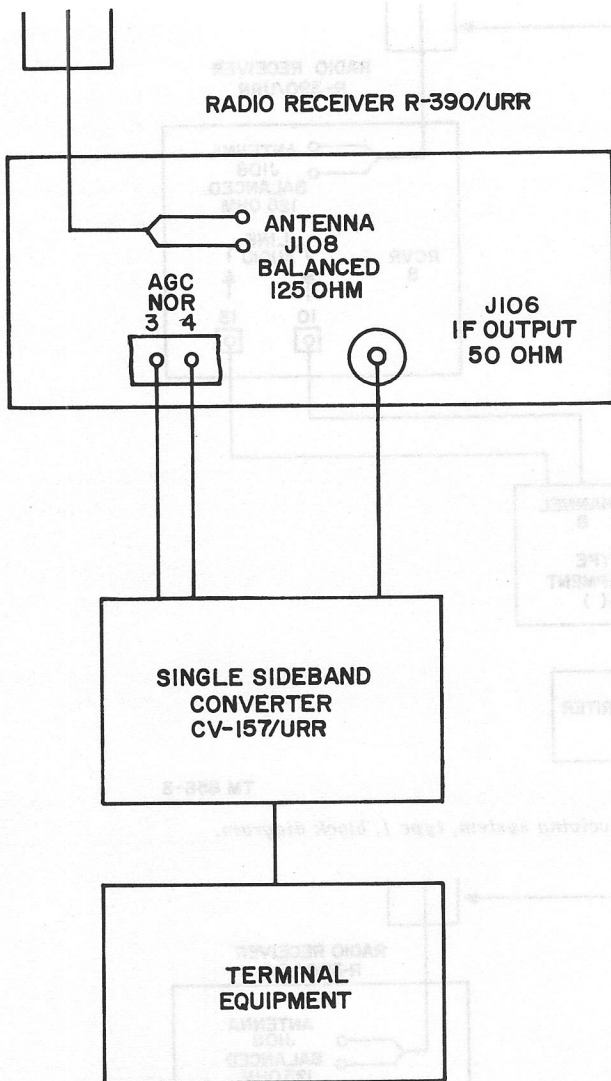 RADIO RECEIVER R-390/URR
ANTENNA
J108
BALANCED
125 OHM
AGC
NOR
3 4
J106
IF OUTPUT
50 OHM
SINGLE SIDEBAND
CONVERTER
CV-157/URR
TERMINAL
EQUIPMENT